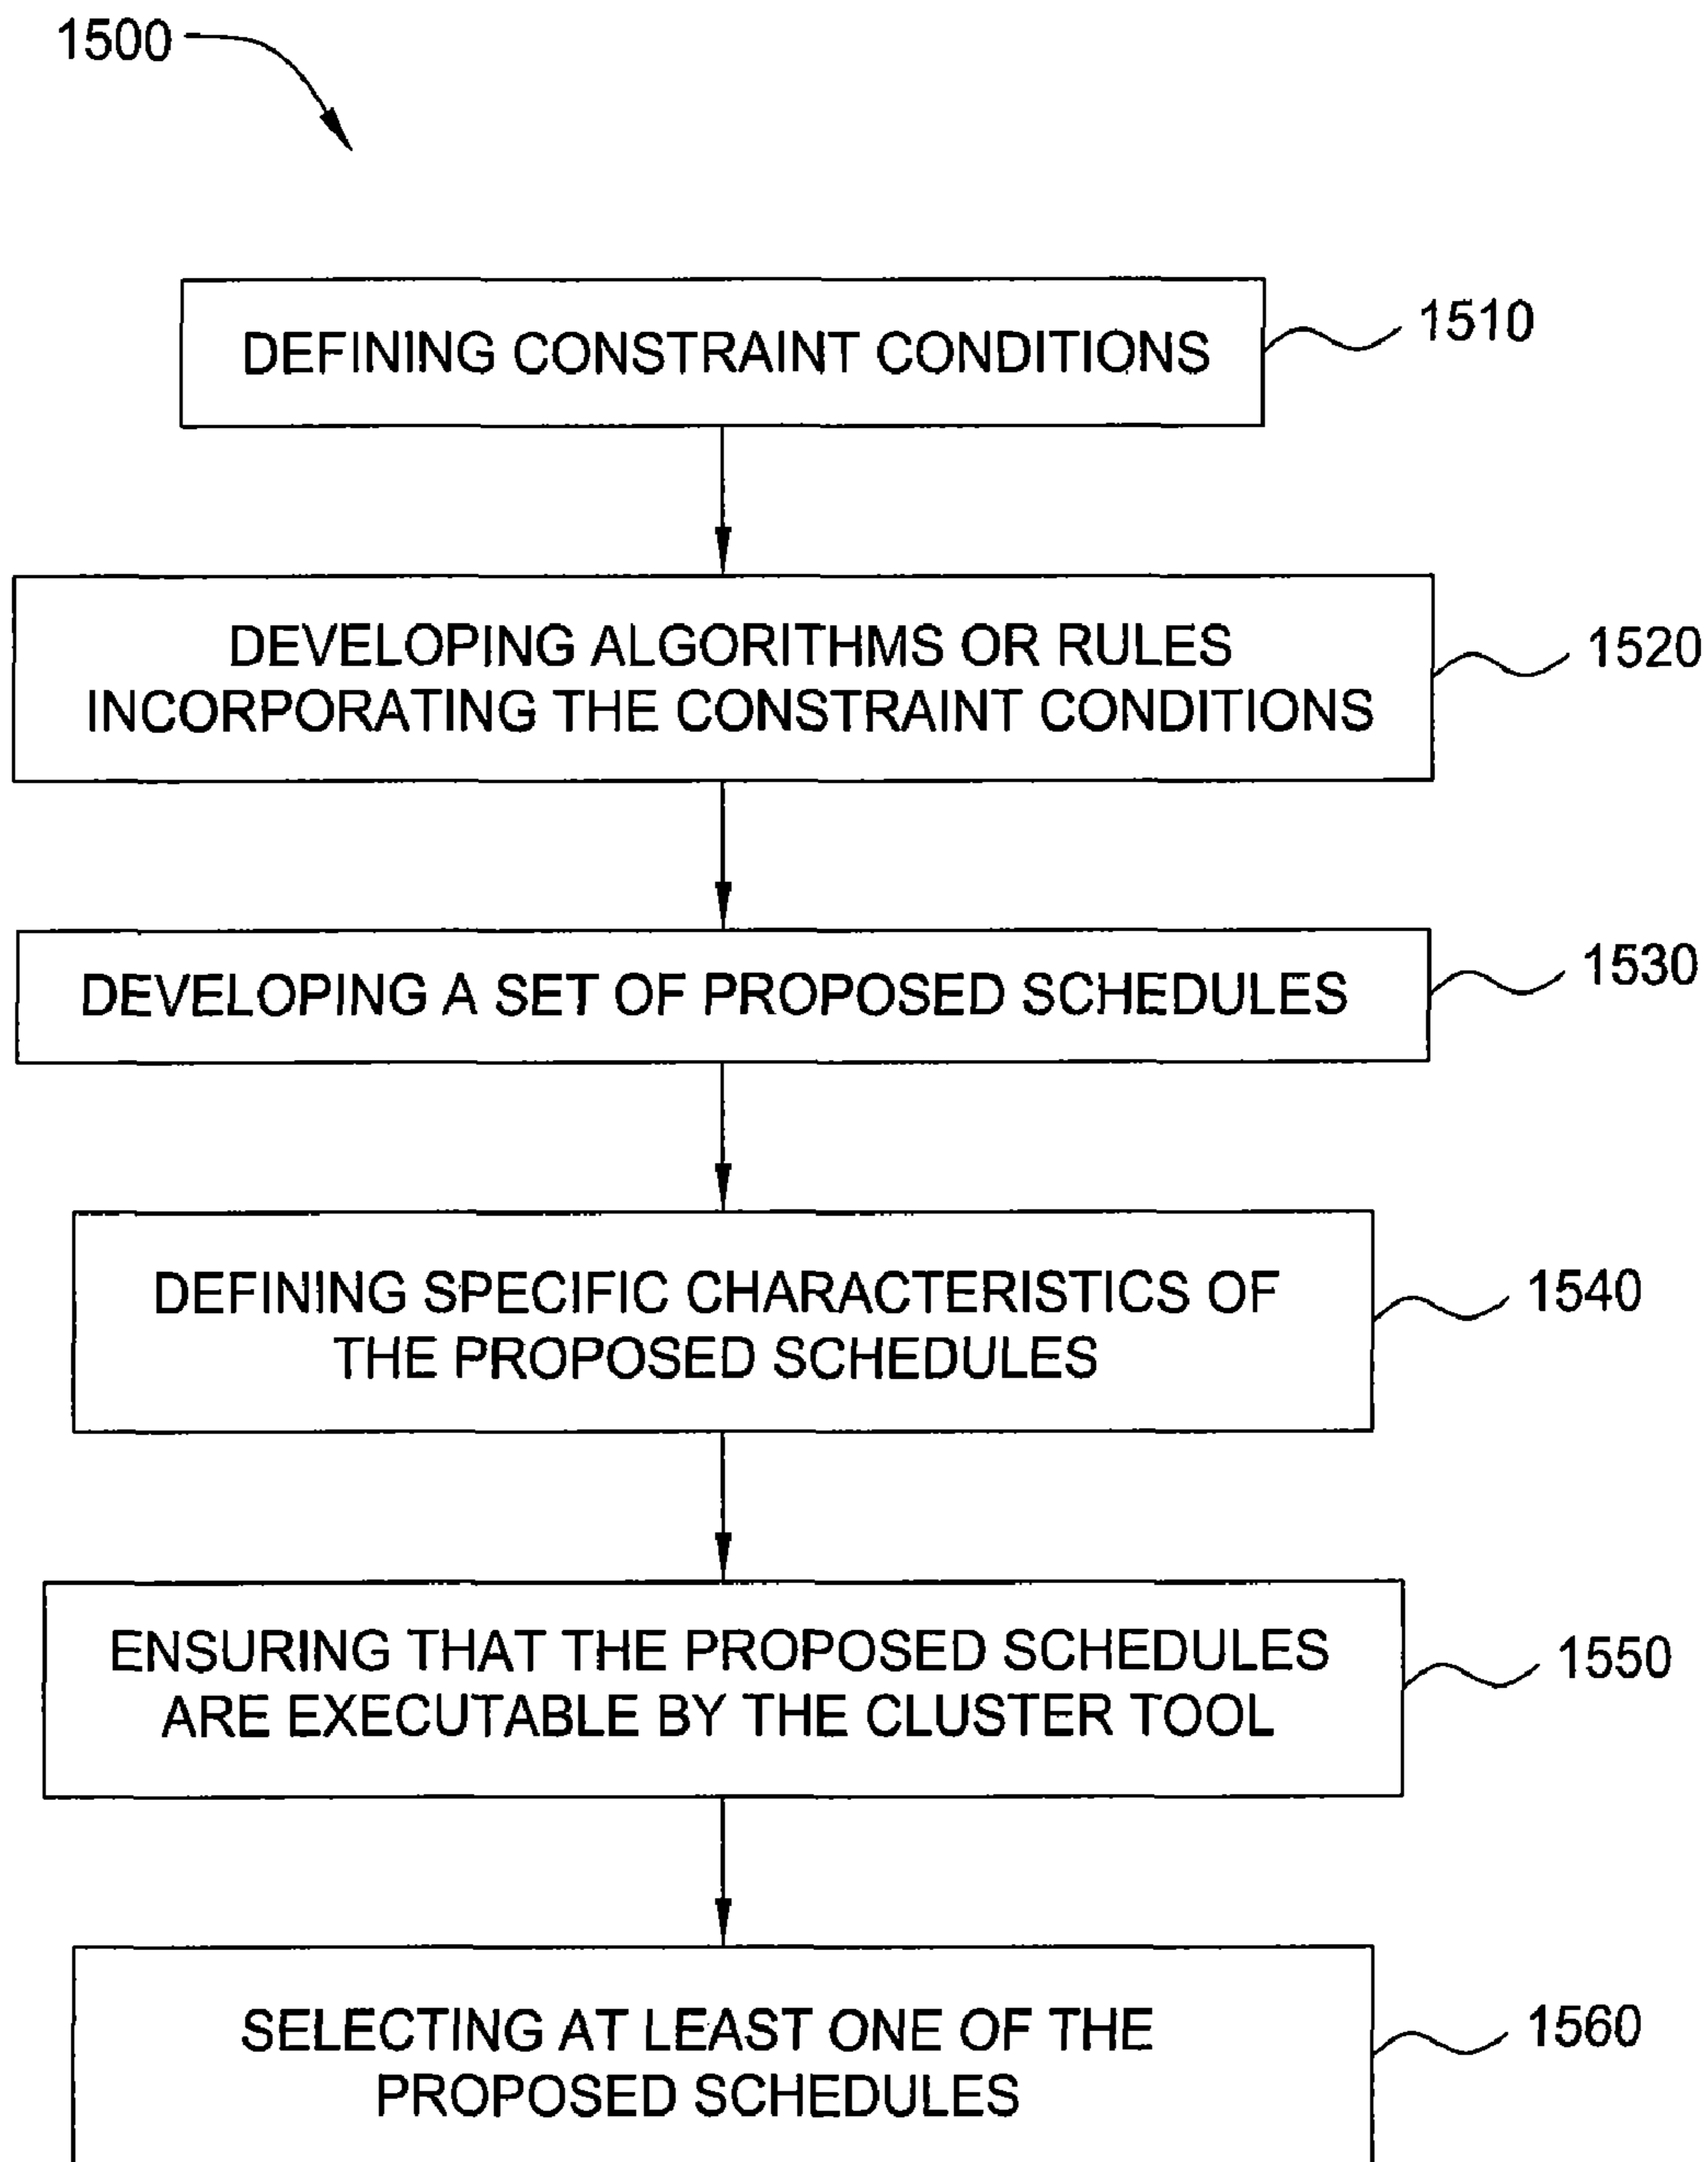 1500
DEFINING CONSTRAINT CONDITIONS
1510
DEVELOPING ALGORITHMS OR RULES
INCORPORATING THE CONSTRAINT CONDITIONS
1520
DEVELOPING A SET OF PROPOSED SCHEDULES
1530
DEFINING SPECIFIC CHARACTERISTICS OF
THE PROPOSED SCHEDULES
1540
ENSURING THAT THE PROPOSED SCHEDULES
ARE EXECUTABLE BY THE CLUSTER TOOL
1550
SELECTING AT LEAST ONE OF THE
PROPOSED SCHEDULES
1560